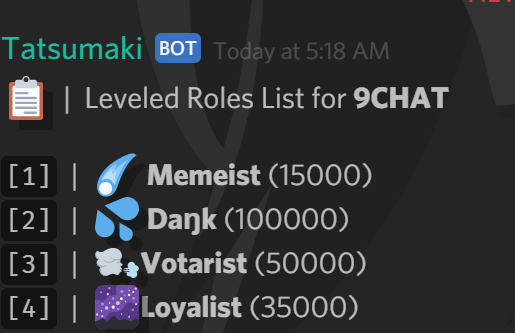 Tatsumaki BOT Today at 5:18 AM
| Leveled Roles List for 9CHAT
[1] | Memeist (15000)
[2] | Daŋk (100000)
[3] | Votarist (50000)
[4] | Loyalist (35000)